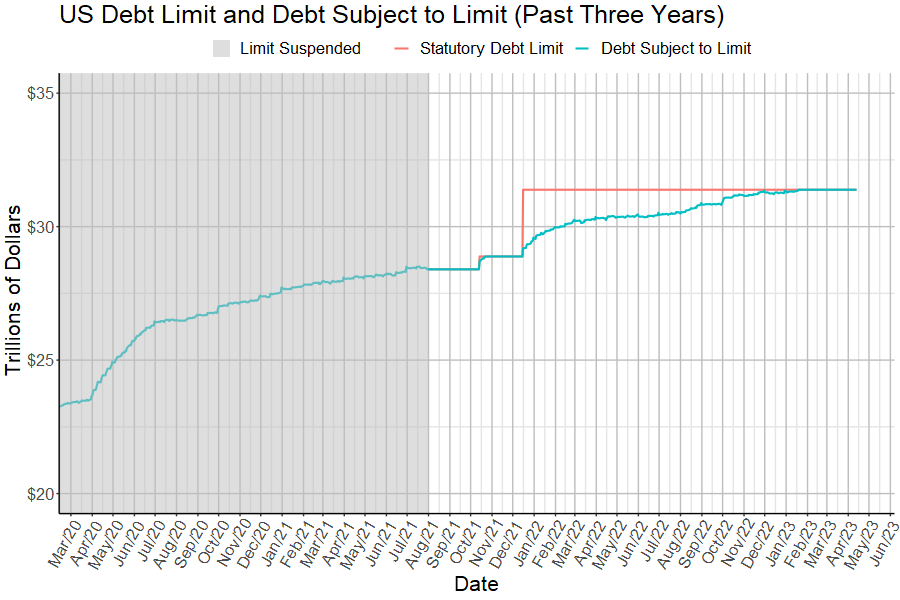 US Debt Limit and Debt Subject to Limit (Past Three Years)
Limit Suspended Statutory Debt Limit Debt Subject to Limit
Trillions of Dollars
$35
$30
$25
$20
Mar/20 Apr/20 May/20 Jun/20 Jul/20 Aug/20 Sep/20 Oct/20 Nov/20 Dec/20 Jan/21 Feb/21 Mar/21 Apr/21 May/21 Jun/21 Jul/21 Aug/21 Sep/21 Oct/21 Nov/21 Dec/21 Jan/22 Feb/22 Mar/22 Apr/22 May/22 Jun/22 Jul/22 Aug/22 Sep/22 Oct/22 Nov/22 Dec/22 Jan/23 Feb/23 Mar/23 Apr/23 May/23 Jun/23
Date